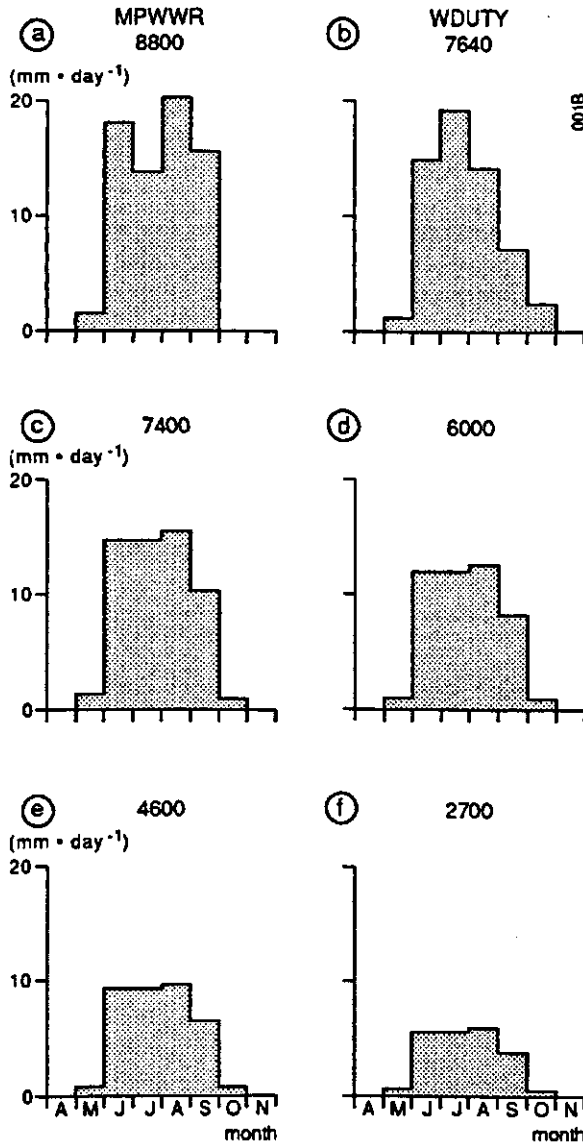 MPWWR WDUTY
ⓐ 8800 ⓑ 7640
(mm • day⁻¹)
001B
20
10
0
ⓒ 7400 ⓓ 6000
(mm • day⁻¹)
20
10
0
ⓔ 4600 ⓕ 2700
(mm • day⁻¹)
20
10
0
A M J J A S O N A M J J A S O N
month month